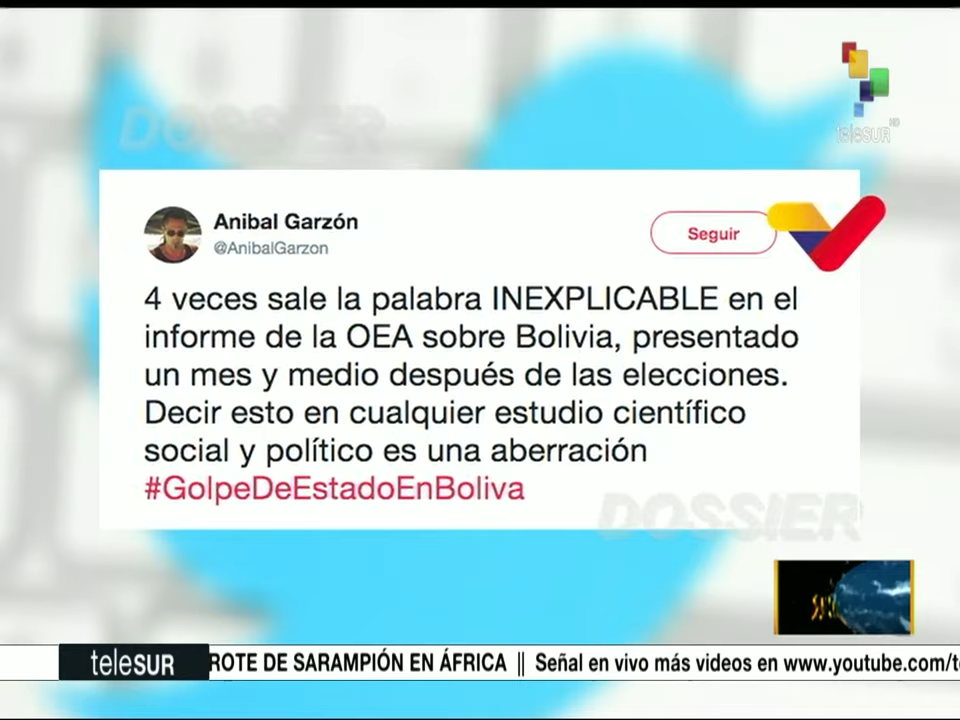 DOSSIER
teleSUR HD
Anibal Garzón
@AnibalGarzon
Seguir
4 veces sale la palabra INEXPLICABLE en el
informe de la OEA sobre Bolivia, presentado
un mes y medio después de las elecciones.
Decir esto en cualquier estudio científico
social y político es una aberración
#GolpeDeEstadoEnBoliva
DOSSIER
teleSUR
ROTE DE SARAMPIÓN EN ÁFRICA || Señal en vivo más videos en www.youtube.com/te